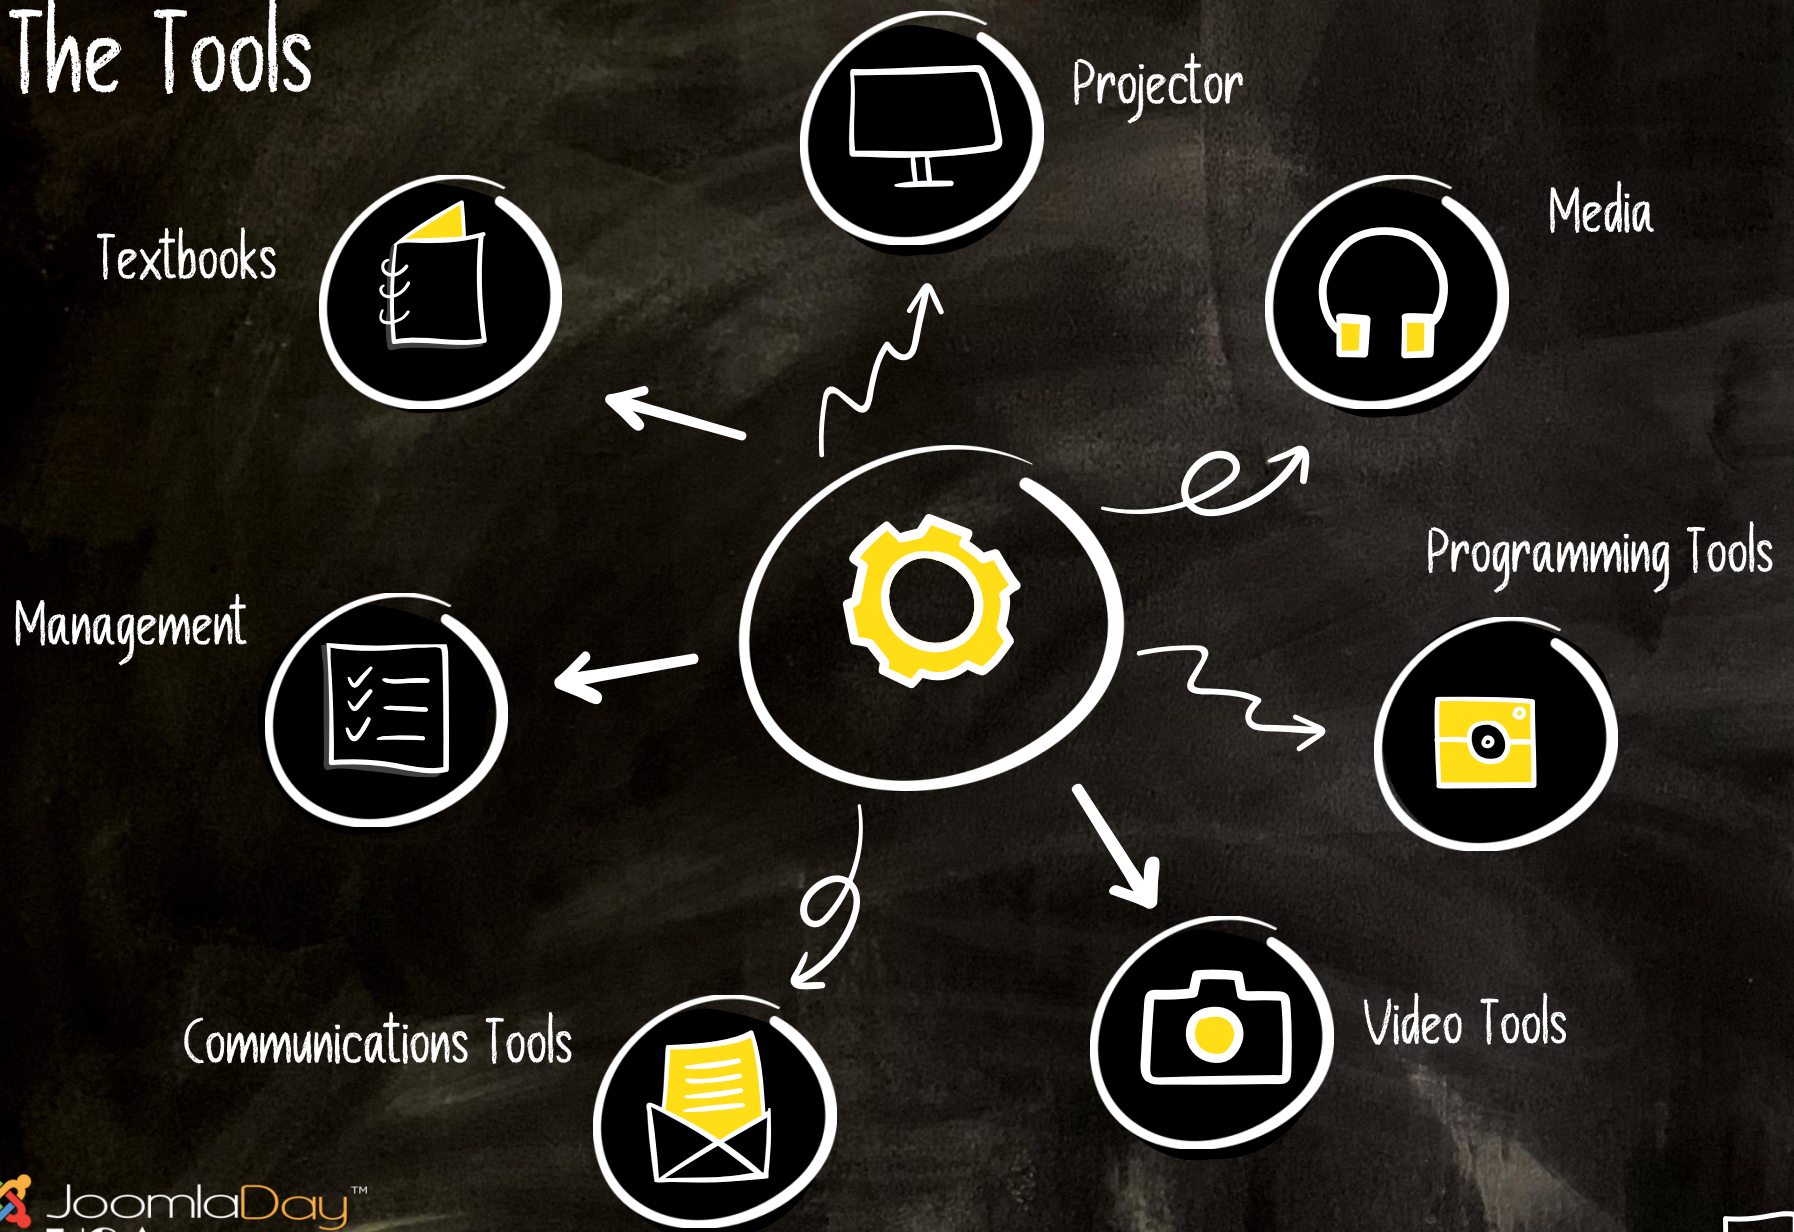 The Tools
Projector
Media
Textbooks
Programming Tools
Management
Video Tools
Communications Tools
JoomlaDay™